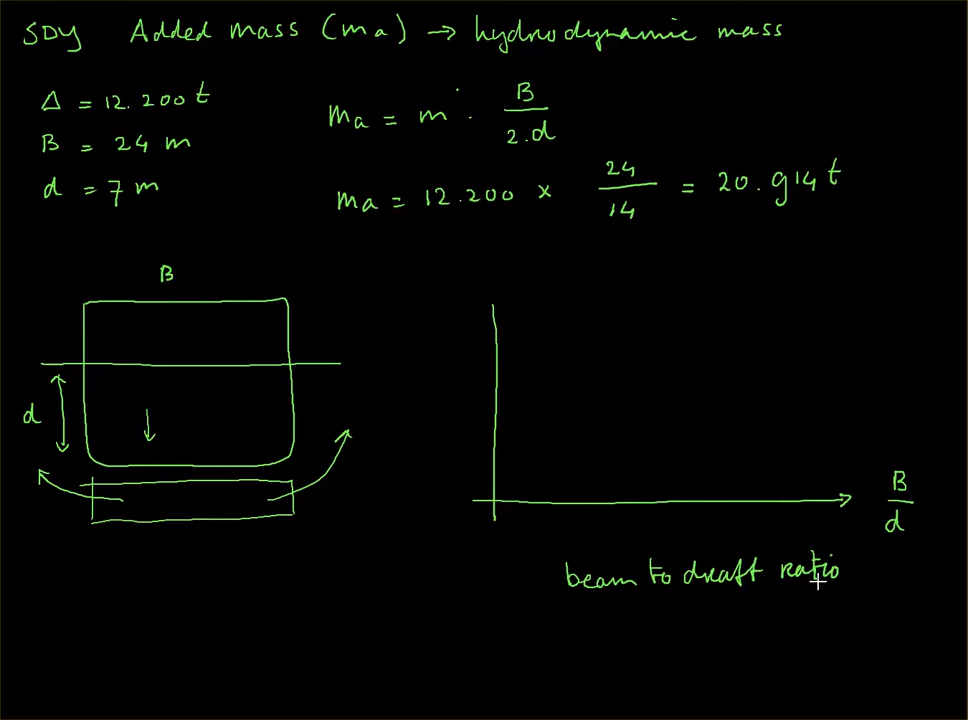 SDY Added mass (ma) → hydrodynamic mass
Δ = 12.200 t
B = 24 m
d = 7 m
ma = m · B / 2.d
ma = 12.200 × 24 / 14 = 20.914 t
B
d
B / d
beam to draft ratio